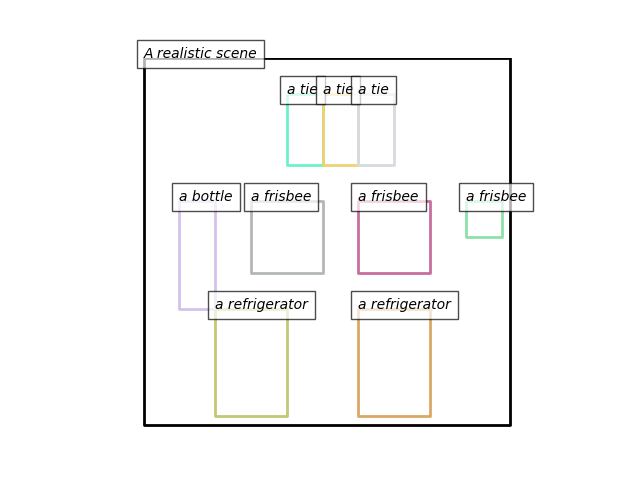 A realistic scene
a tie
a tie
a tie
a bottle
a frisbee
a frisbee
a frisbee
a refrigerator
a refrigerator